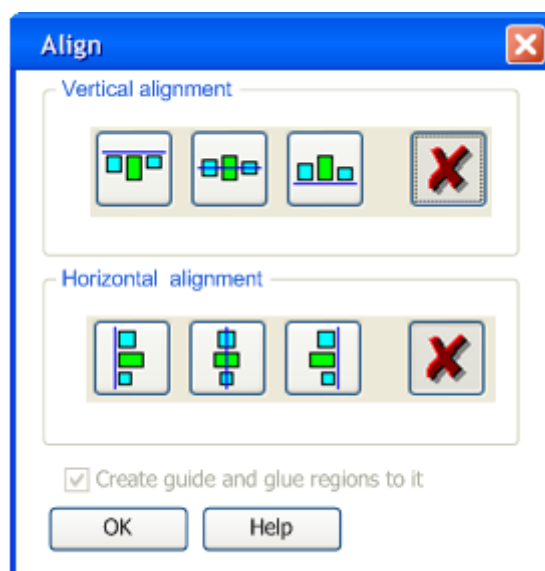 Align
Vertical alignment
Horizontal alignment
Create guide and glue regions to it
OK
Help